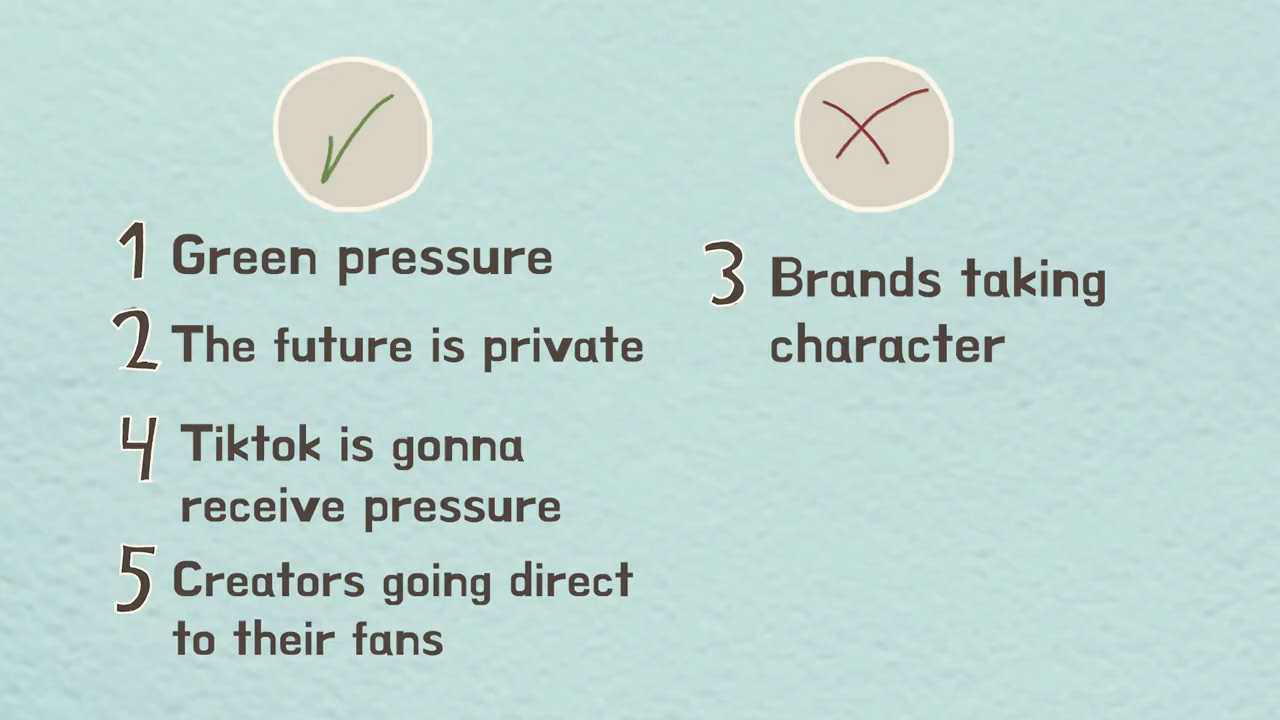 1 Green pressure
2 The future is private
4 Tiktok is gonna
receive pressure
5 Creators going direct
to their fans
3 Brands taking
character